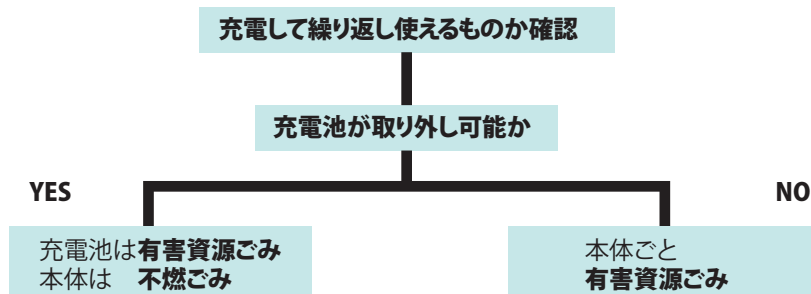 充電して繰り返し使えるものか確認
充電池が取り外し可能か
YES
NO
充電池は有害資源ごみ
本体は 不燃ごみ
本体ごと
有害資源ごみ